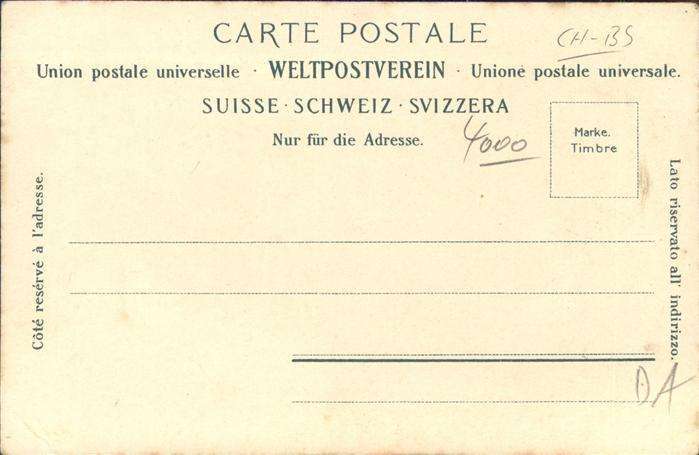 CARTE POSTALE
CH-BS
Union postale universelle · WELTPOSTVEREIN · Unione postale universale.
SUISSE · SCHWEIZ · SVIZZERA
Nur für die Adresse.
4000
Marke.
Timbre
Côté reservé à l'adresse.
Lato riservato all' indirizzo.
DA